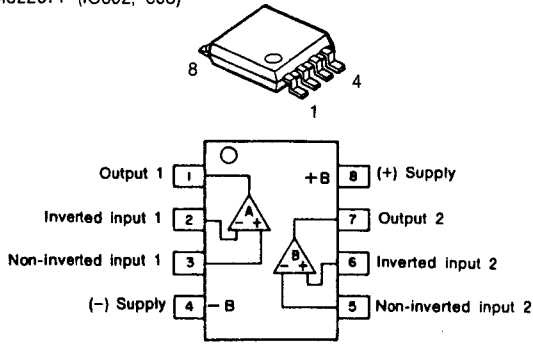 8
4
1
Output 1 1 +B 8 (+) Supply
A
Inverted input 1 2 - + 7 Output 2
B
Non-inverted input 1 3 - + 6 Inverted input 2
(-) Supply 4 -B 5 Non-inverted input 2